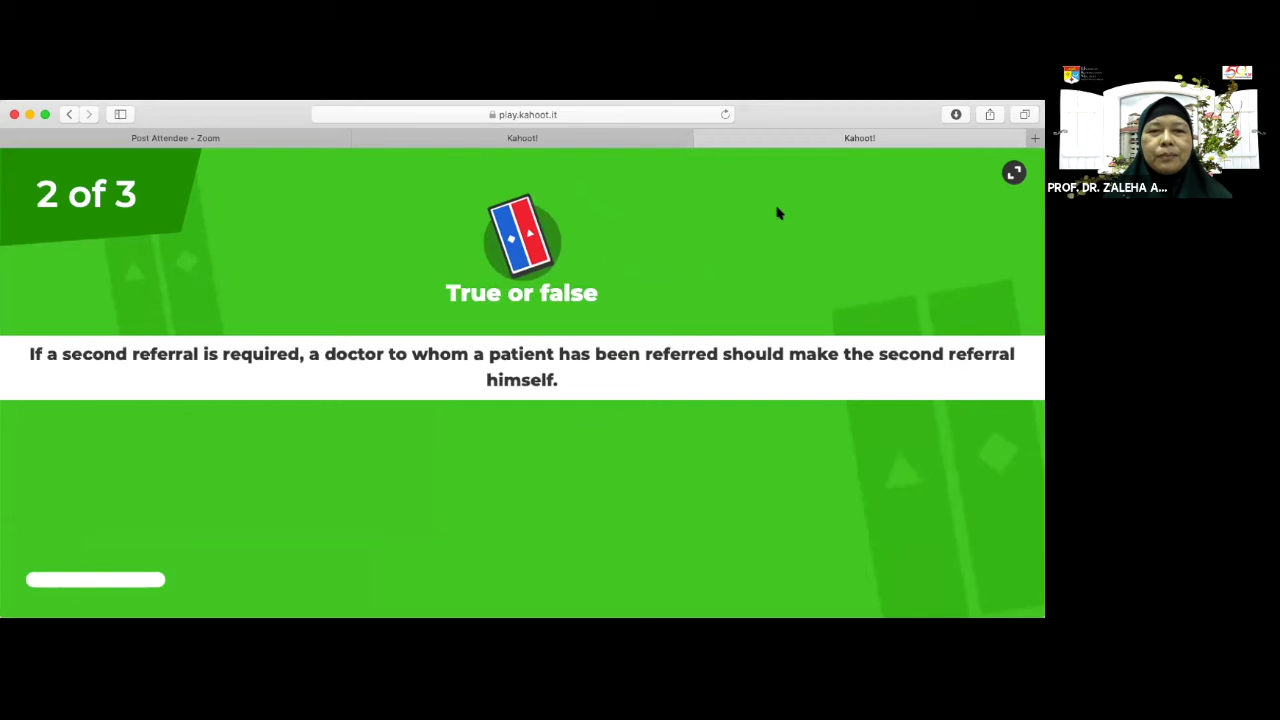 play.kahoot.it
Post Attendee - Zoom
Kahoot!
Kahoot!
2 of 3
True or false
If a second referral is required, a doctor to whom a patient has been referred should make the second referral
himself.
PROF. DR. ZALEHA A...